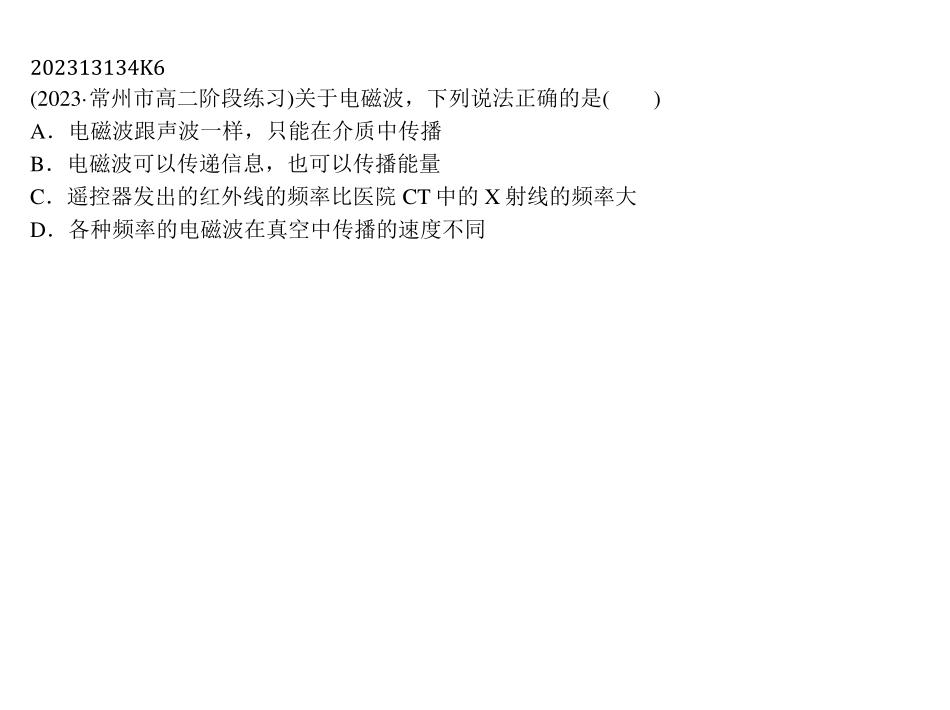 202313134K6
(2023·常州市高二阶段练习)关于电磁波，下列说法正确的是(　　)
A．电磁波跟声波一样，只能在介质中传播
B．电磁波可以传递信息，也可以传播能量
C．遥控器发出的红外线的频率比医院 CT 中的 X 射线的频率大
D．各种频率的电磁波在真空中传播的速度不同